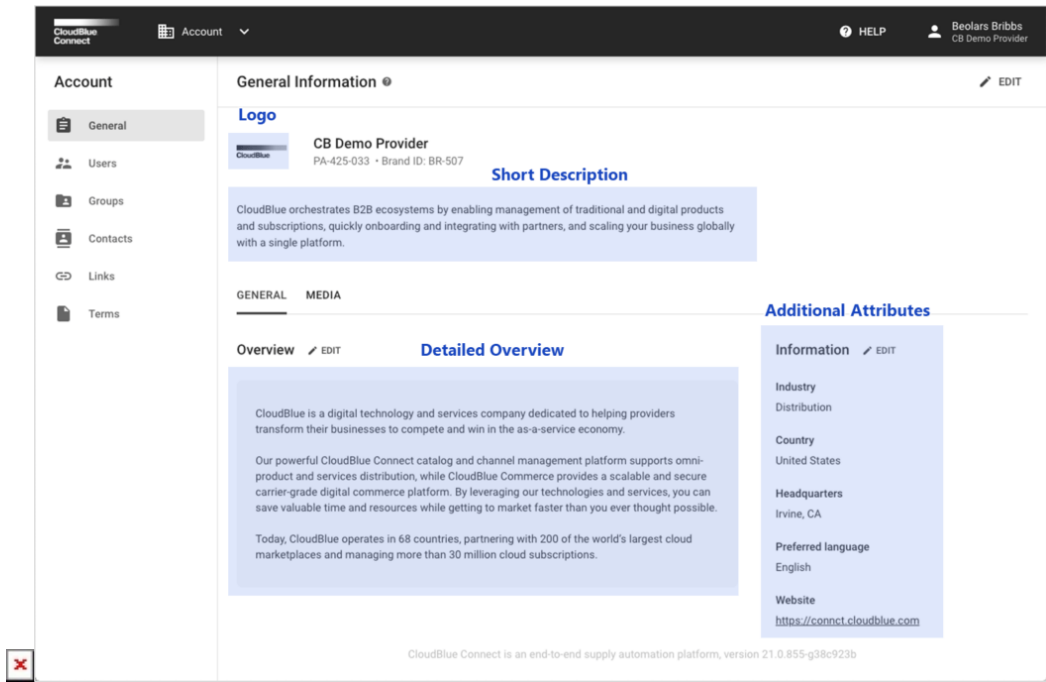 CloudBlue
Connect
Account
HELP
Beolars Bribbs
CB Demo Provider
Account
General
Users
Groups
Contacts
Links
Terms
General Information
EDIT
Logo
CloudBlue
CB Demo Provider
PA-425-033 • Brand ID: BR-507
Short Description
CloudBlue orchestrates B2B ecosystems by enabling management of traditional and digital products
and subscriptions, quickly onboarding and integrating with partners, and scaling your business globally
with a single platform.
GENERAL MEDIA
Overview EDIT
Detailed Overview
CloudBlue is a digital technology and services company dedicated to helping providers
transform their businesses to compete and win in the as-a-service economy.
Our powerful CloudBlue Connect catalog and channel management platform supports omni-
product and services distribution, while CloudBlue Commerce provides a scalable and secure
carrier-grade digital commerce platform. By leveraging our technologies and services, you can
save valuable time and resources while getting to market faster than you ever thought possible.
Today, CloudBlue operates in 68 countries, partnering with 200 of the world's largest cloud
marketplaces and managing more than 30 million cloud subscriptions.
Additional Attributes
Information EDIT
Industry
Distribution
Country
United States
Headquarters
Irvine, CA
Preferred language
English
Website
https://connct.cloudblue.com
CloudBlue Connect is an end-to-end supply automation platform, version 21.0.855-g38c923b